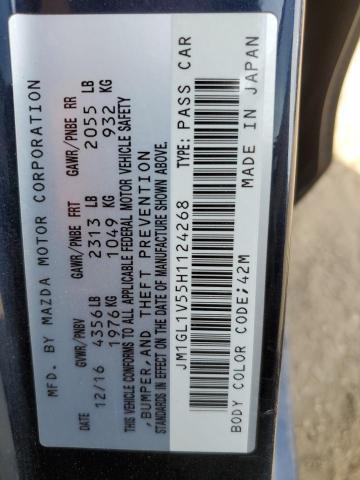 MFD. BY MAZDA MOTOR CORPORATION
DATE GVWR/PNBV GAWR/PNBE FRT GAWR/PNBE RR
12/16 4356LB 2313 LB 2055 LB
1976KG 1049 KG 932 KG
THIS VEHICLE CONFORMS TO ALL APPLICABLE FEDERAL MOTOR VEHICLE SAFETY
, BUMPER, AND THEFT PREVENTION
STANDARDS IN EFFECT ON THE DATE OF MANUFACTURE SHOWN ABOVE.
JM1GL1V55H1124268 TYPE: PASS CAR
BODY COLOR CODE;42M MADE IN JAPAN